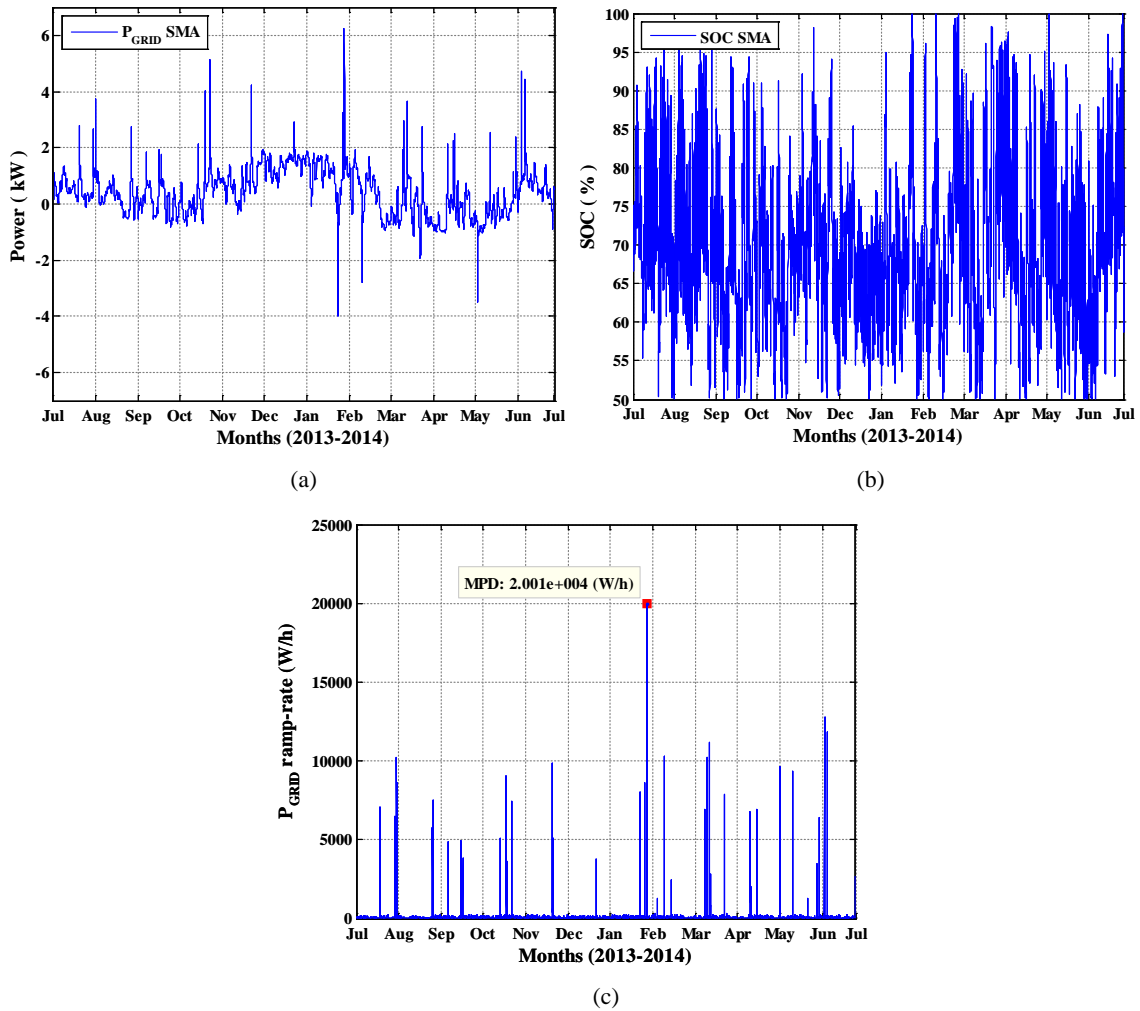 P_GRID SMA
Power ( kW )
6
4
2
0
-2
-4
-6
Jul Aug Sep Oct Nov Dec Jan Feb Mar Apr May Jun Jul
Months (2013-2014)
(a)
SOC SMA
SOC ( % )
100
95
90
85
80
75
70
65
60
55
50
Jul Aug Sep Oct Nov Dec Jan Feb Mar Apr May Jun Jul
Months (2013-2014)
(b)
P_GRID ramp-rate (W/h)
25000
20000
15000
10000
5000
0
MPD: 2.001e+004 (W/h)
Jul Aug Sep Oct Nov Dec Jan Feb Mar Apr May Jun Jul
Months (2013-2014)
(c)